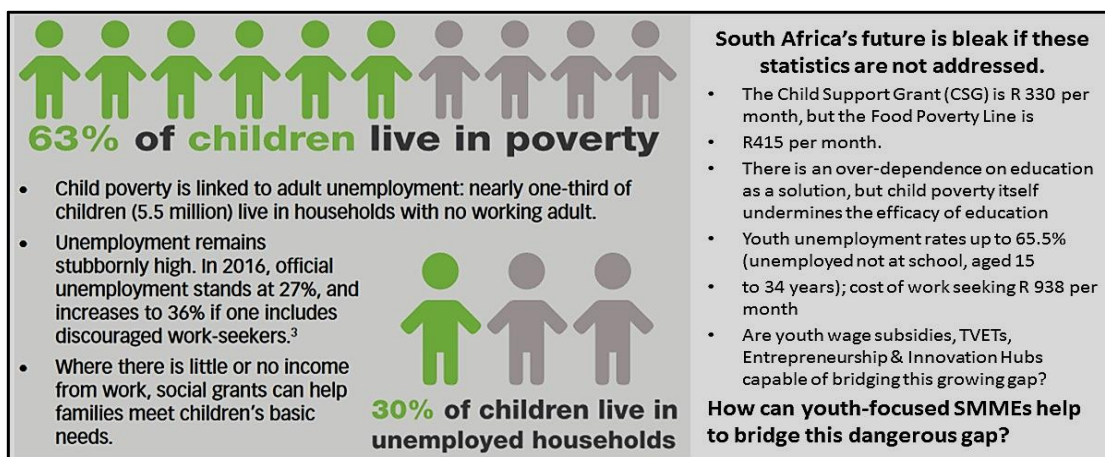 63% of children live in poverty
• Child poverty is linked to adult unemployment: nearly one-third of
children (5.5 million) live in households with no working adult.
• Unemployment remains
stubbornly high. In 2016, official
unemployment stands at 27%, and
increases to 36% if one includes
discouraged work-seekers.³
• Where there is little or no income
from work, social grants can help
families meet children's basic
needs.
30% of children live in
unemployed households
South Africa's future is bleak if these
statistics are not addressed.
• The Child Support Grant (CSG) is R 330 per
month, but the Food Poverty Line is
• R415 per month.
• There is an over-dependence on education
as a solution, but child poverty itself
undermines the efficacy of education
• Youth unemployment rates up to 65.5%
(unemployed not at school, aged 15
• to 34 years); cost of work seeking R 938 per
month
• Are youth wage subsidies, TVETs,
Entrepreneurship & Innovation Hubs
capable of bridging this growing gap?
How can youth-focused SMMEs help
to bridge this dangerous gap?